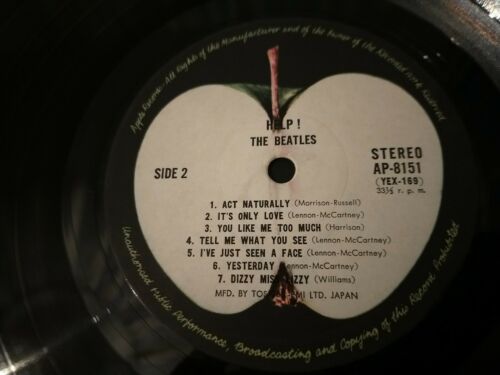 Apple Records · All Rights of the Manufacturer and of the Owner of the Recorded Work Reserved
HELP!
THE BEATLES
SIDE 2
STEREO
AP-8151
(YEX-169)
33⅓ r. p. m.
1. ACT NATURALLY (Morrison-Russell)
2. IT'S ONLY LOVE (Lennon-McCartney)
3. YOU LIKE ME TOO MUCH (Harrison)
4. TELL ME WHAT YOU SEE (Lennon-McCartney)
5. I'VE JUST SEEN A FACE (Lennon-McCartney)
6. YESTERDAY (Lennon-McCartney)
7. DIZZY MISS LIZZY (Williams)
MFD. BY TOSHIBA EMI LTD. JAPAN
Unauthorised Public Performance, Broadcasting and Copying of this Record Prohibited